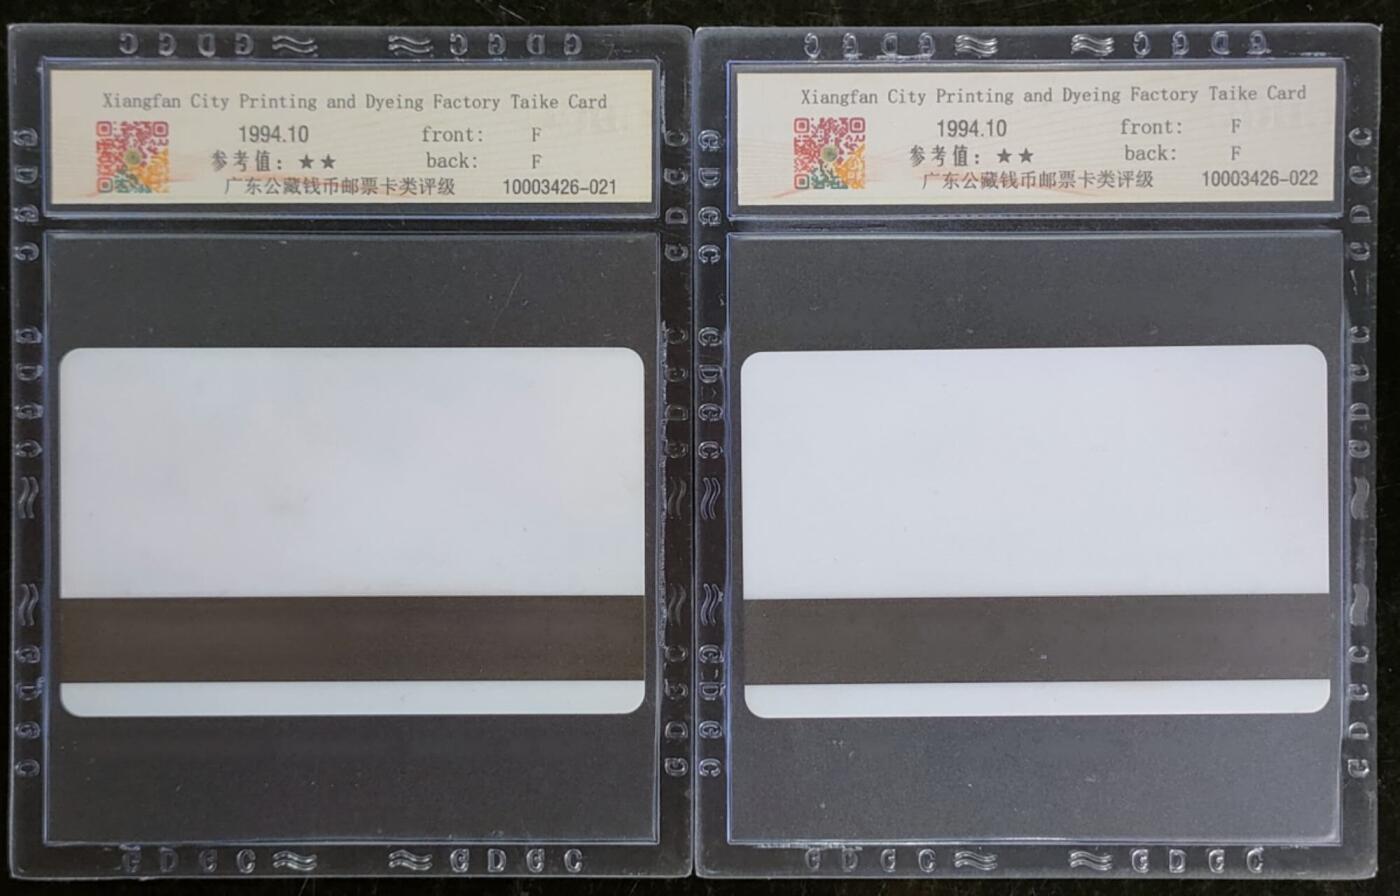 G D G C G D G C
Xiangfan City Printing and Dyeing Factory Taike Card
1994.10 front: F
参考值：★★ back: F
广东公藏钱币邮票卡类评级 10003426-021
G D G C G D G C
Xiangfan City Printing and Dyeing Factory Taike Card
1994.10 front: F
参考值：★★ back: F
广东公藏钱币邮票卡类评级 10003426-022
G D G C G D G C
G D G C G D G C